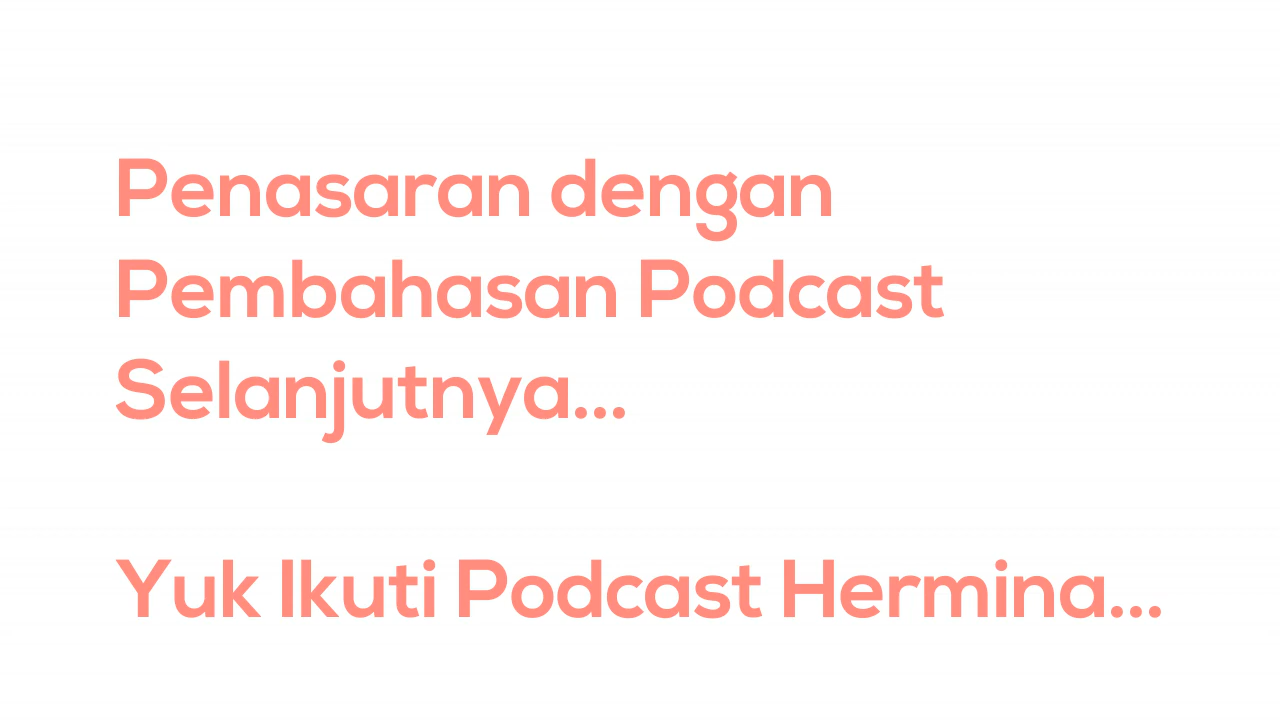 Penasaran dengan
Pembahasan Podcast
Selanjutnya...
Yuk Ikuti Podcast Hermina...